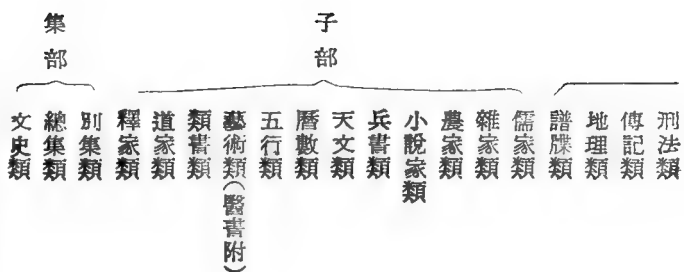 刑法類
傳記類
地理類
譜牒類
子部
儒家類
雜家類
農家類
小說家類
兵書類
天文類
曆數類
五行類
藝術類(醫書附)
類書類
道家類
釋家類
集部
別集類
總集類
文史類